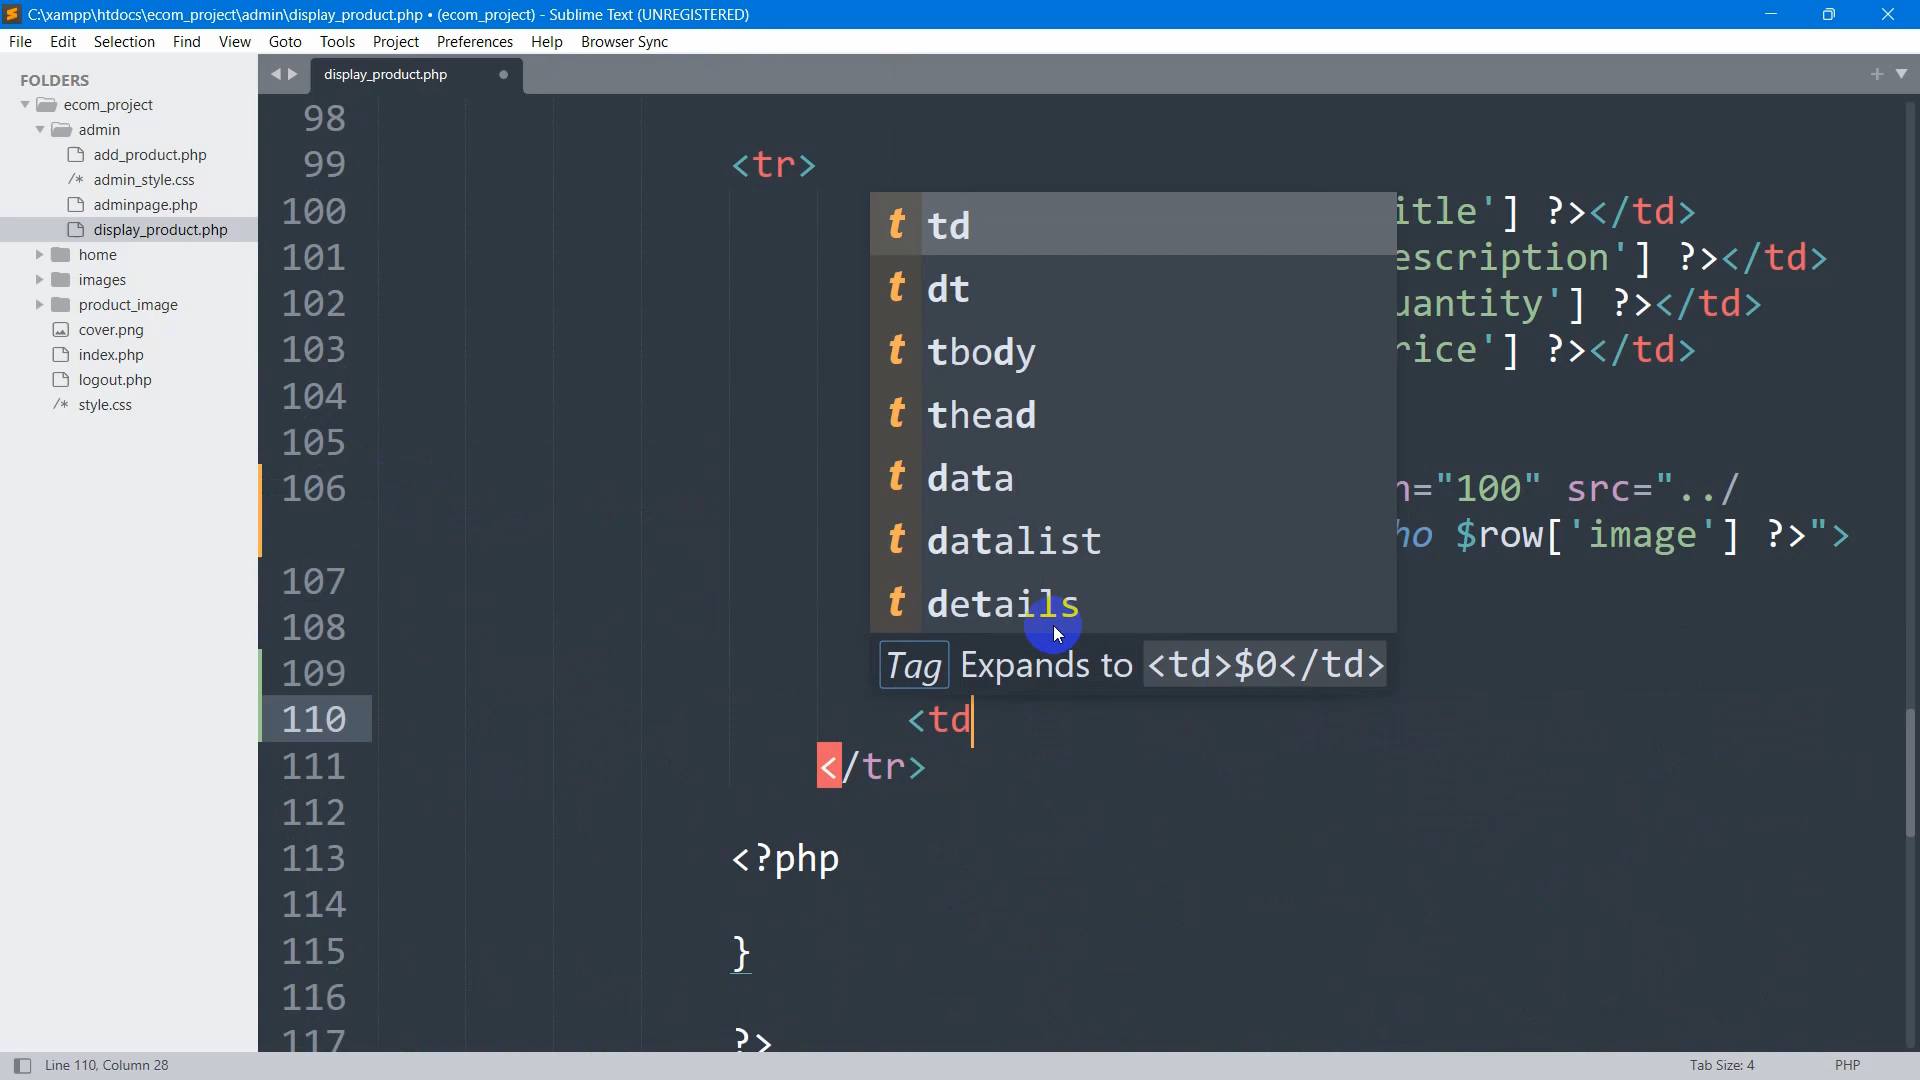 C:\xampp\htdocs\ecom_project\admin\display_product.php • (ecom_project) - Sublime Text (UNREGISTERED)
File Edit Selection Find View Goto Tools Project Preferences Help Browser Sync
FOLDERS
ecom_project
admin
add_product.php
/* admin_style.css
adminpage.php
display_product.php
home
images
product_image
cover.png
index.php
logout.php
/* style.css
display_product.php
98
99 <tr>
100 itle'] ?></td>
101 escription'] ?></td>
102 uantity'] ?></td>
103 rice'] ?></td>
104
105
106 ="100" src="../
ho $row['image'] ?>">
107
108
109
110 <td
111 </tr>
112
113 <?php
114
115 }
116
117 ?>
t td
t dt
t tbody
t thead
t data
t datalist
t details
Tag Expands to <td>$0</td>
Line 110, Column 28
Tab Size: 4
PHP